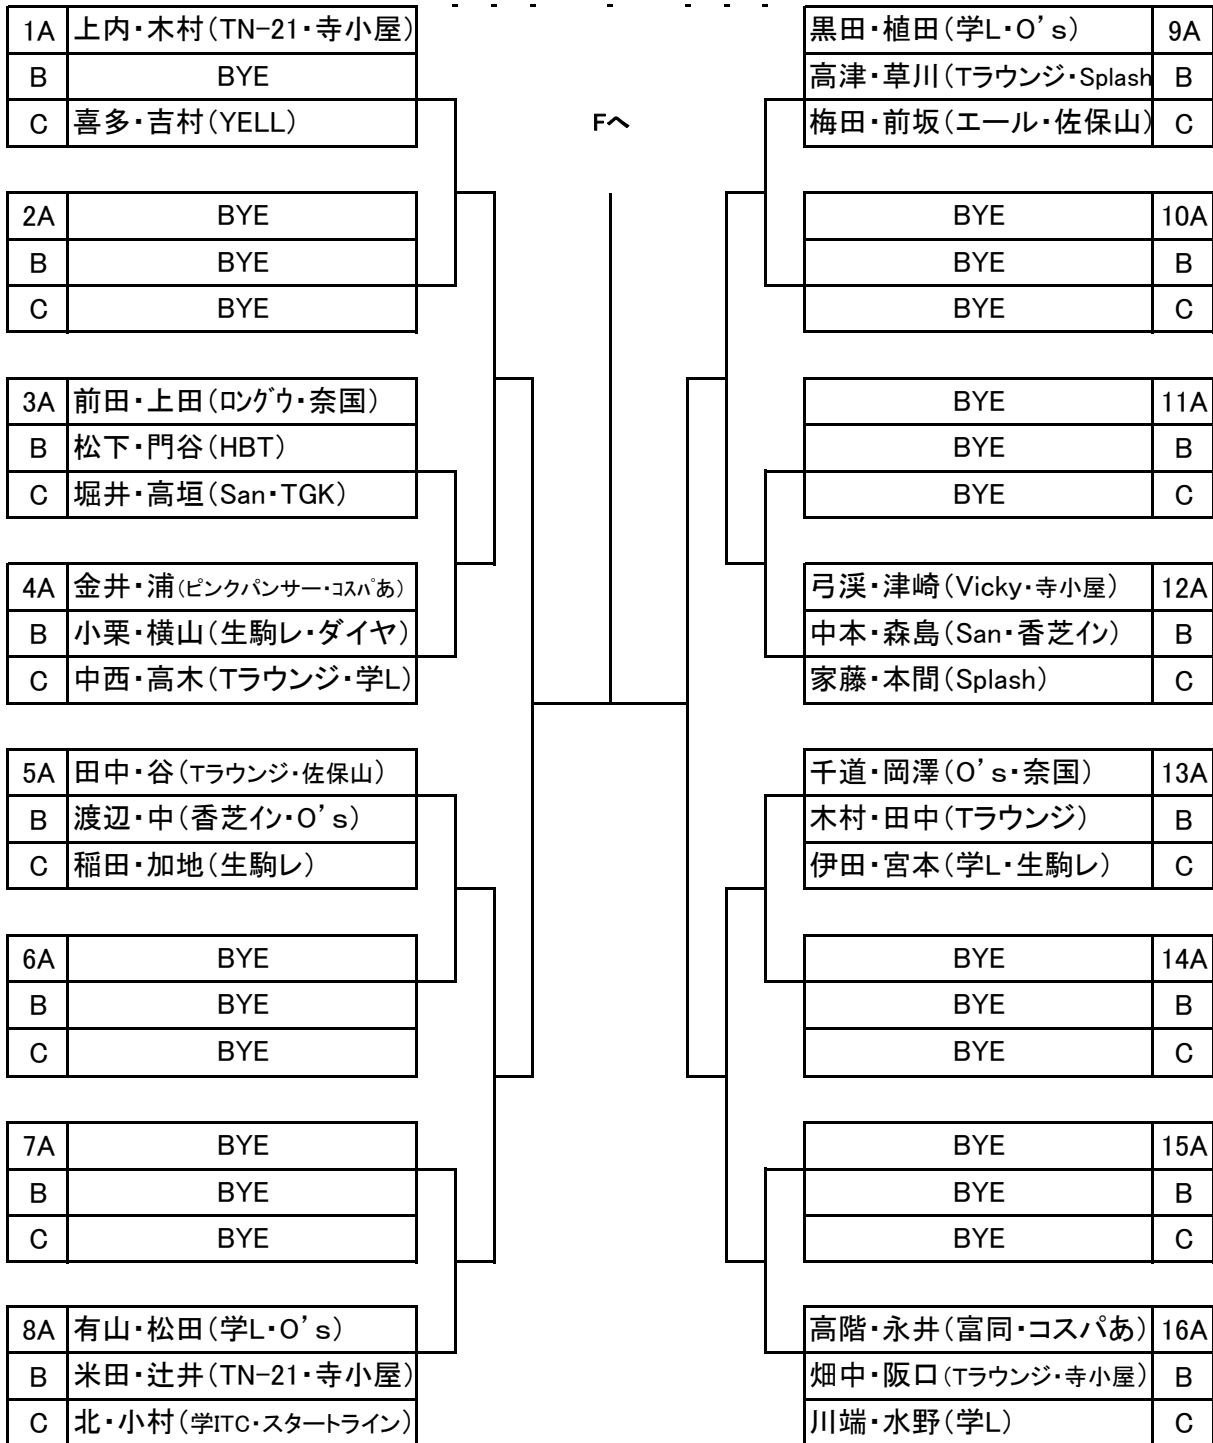 1A 上内・木村(TN-21・寺小屋)
B BYE
C 喜多・吉村(YELL)
2A BYE
B BYE
C BYE
3A 前田・上田(ロングウ・奈国)
B 松下・門谷(HBT)
C 堀井・高垣(San・TGK)
4A 金井・浦(ピンクパンサー・コスパあ)
B 小栗・横山(生駒レ・ダイヤ)
C 中西・高木(Tラウンジ・学L)
5A 田中・谷(Tラウンジ・佐保山)
B 渡辺・中(香芝イン・O's)
C 稲田・加地(生駒レ)
6A BYE
B BYE
C BYE
7A BYE
B BYE
C BYE
8A 有山・松田(学L・O's)
B 米田・辻井(TN-21・寺小屋)
C 北・小村(学ITC・スタートライン)
Fへ
黒田・植田(学L・O's) 9A
高津・草川(Tラウンジ・Splash B
梅田・前坂(エール・佐保山) C
BYE 10A
BYE B
BYE C
BYE 11A
BYE B
BYE C
弓渓・津崎(Vicky・寺小屋) 12A
中本・森島(San・香芝イン) B
家藤・本間(Splash) C
千道・岡澤(O's・奈国) 13A
木村・田中(Tラウンジ) B
伊田・宮本(学L・生駒レ) C
BYE 14A
BYE B
BYE C
BYE 15A
BYE B
BYE C
高階・永井(富同・コスパあ) 16A
畑中・阪口(Tラウンジ・寺小屋) B
川端・水野(学L) C